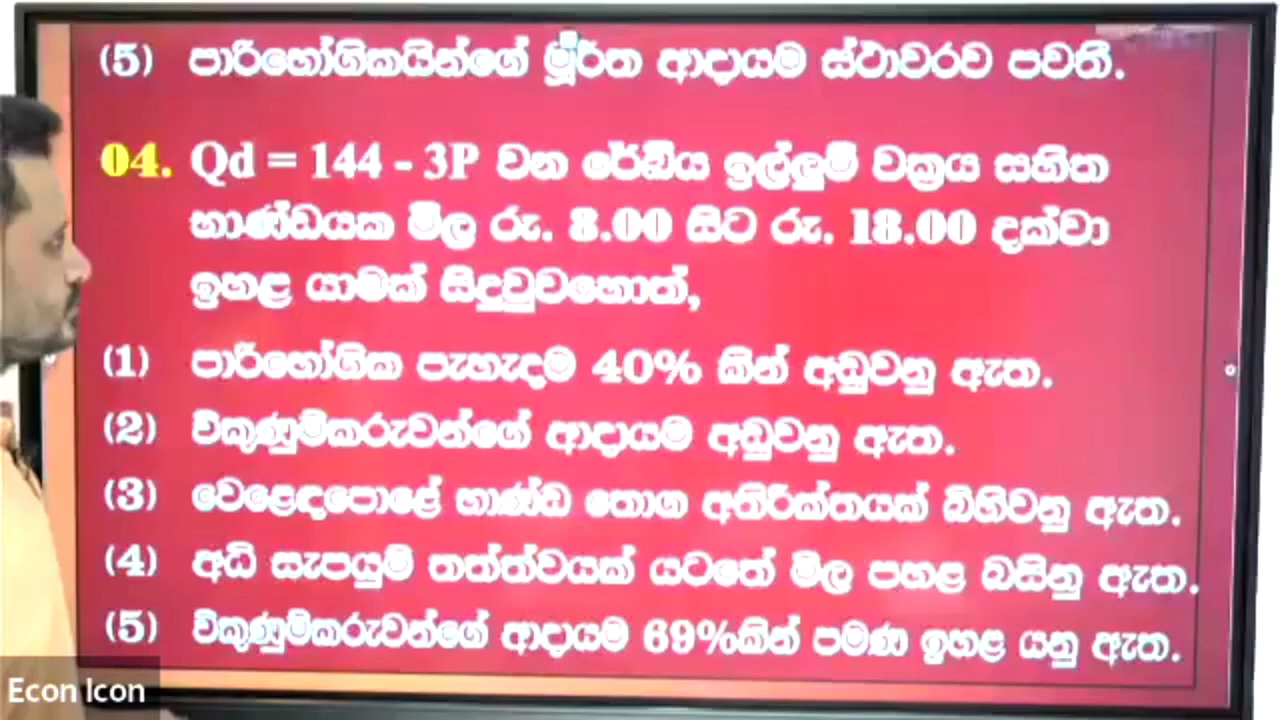 (5) පාරිභෝගිකයින්ගේ මූර්ත ආදායම ස්ථාවරව පවතී.
04. Qd = 144 - 3P වන රේඛීය ඉල්ලුම් වක්‍රය සහිත
භාණ්ඩයක මිල රු. 8.00 සිට රු. 18.00 දක්වා
ඉහළ යාමක් සිදුවුවහොත්,
(1) පාරිභෝගික පැහැදම 40% කින් අඩුවනු ඇත.
(2) විකුණුම්කරුවන්ගේ ආදායම අඩුවනු ඇත.
(3) වෙළෙඳපොළේ භාණ්ඩ තොග අතිරික්තයක් බිහිවනු ඇත.
(4) අධි සැපයුම් තත්ත්වයක් යටතේ මිල පහළ බසිනු ඇත.
(5) විකුණුම්කරුවන්ගේ ආදායම 69%කින් පමණ ඉහළ යනු ඇත.
Econ Icon